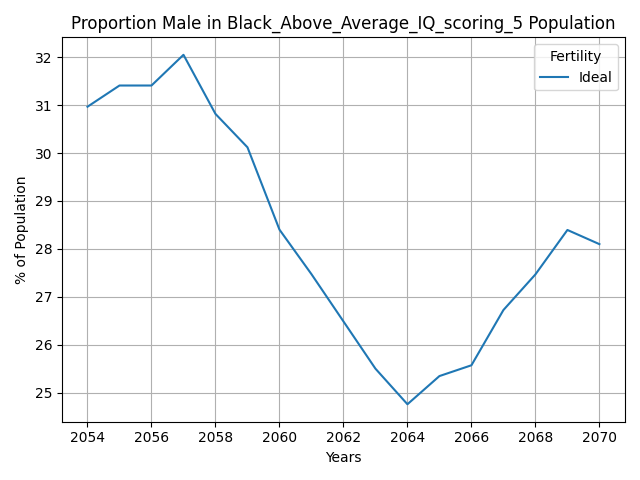 Proportion Male in Black_Above_Average_IQ_scoring_5 Population
Fertility
Ideal
32
31
30
29
28
27
26
25
% of Population
2054 2056 2058 2060 2062 2064 2066 2068 2070
Years